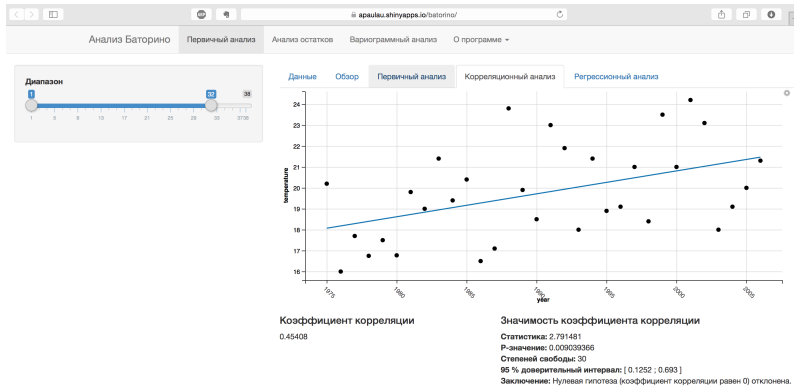 apaulau.shinyapps.io/batorino/
Анализ Баторино Первичный анализ Анализ остатков Вариограммный анализ О программе
Диапазон
1 32 38
1 5 9 13 17 21 25 29 33 3738
Данные Обзор Первичный анализ Корреляционный анализ Регрессионный анализ
24
23
22
21
20
19
18
17
16
temperature
1975 1980 1985 1990 1995 2000 2005
year
Коэффициент корреляции
0.45408
Значимость коэффициента корреляции
Статистика: 2.791481
P-значение: 0.009039366
Степеней свободы: 30
95 % доверительный интервал: [ 0.1252 ; 0.693 ]
Заключение: Нулевая гипотеза (коэффициент корреляции равен 0) отклонена.